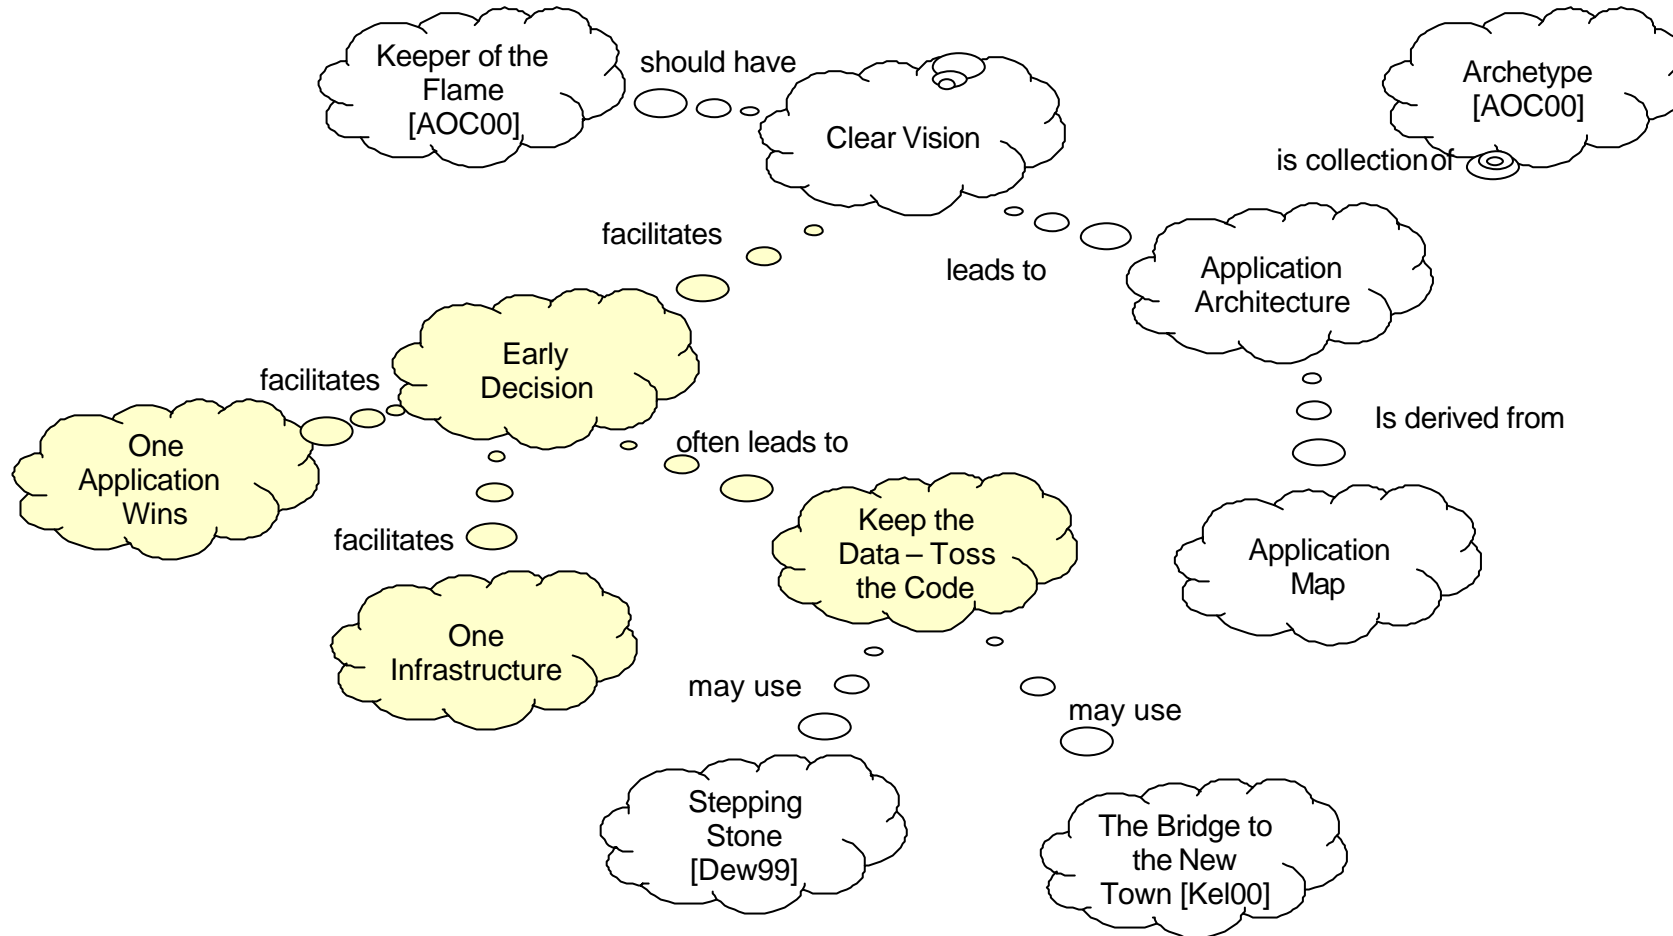 Keeper of the
Flame
[AOC00]
should have
Clear Vision
Archetype
[AOC00]
is collectionof
facilitates
leads to
Application
Architecture
Early
Decision
facilitates
Is derived from
One
Application
Wins
often leads to
facilitates
Keep the
Data – Toss
the Code
Application
Map
One
Infrastructure
may use
may use
Stepping
Stone
[Dew99]
The Bridge to
the New
Town [Kel00]